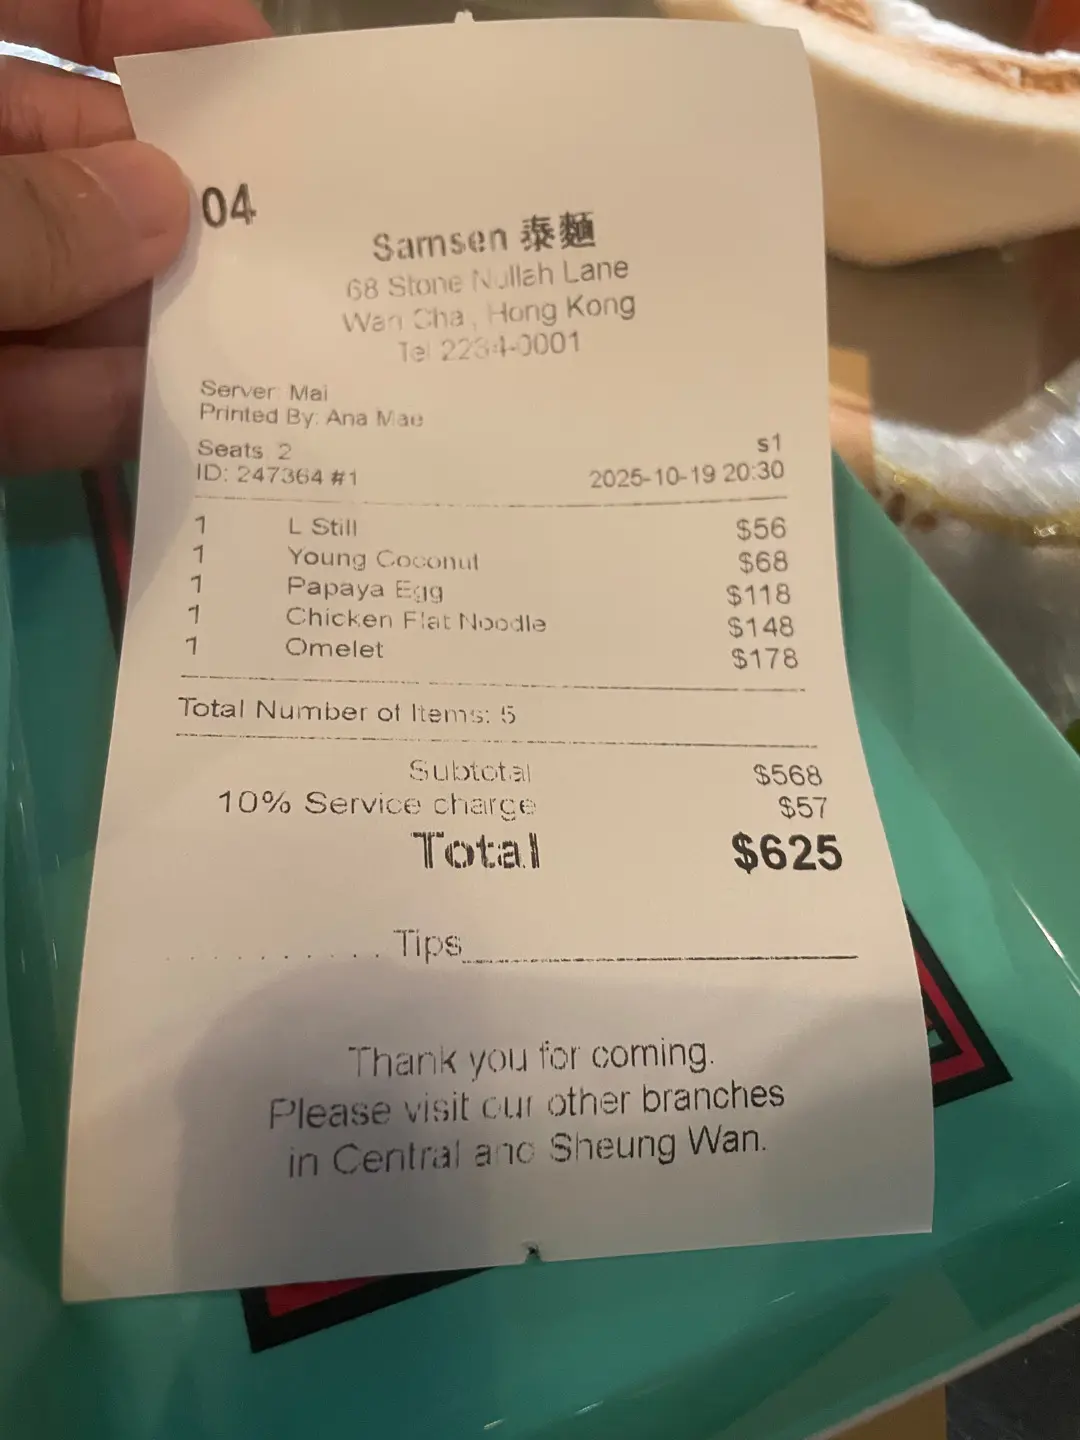 04
Samsen 泰麵
68 Stone Nullah Lane
Wan Chai, Hong Kong
Tel 2234-0001
Server: Mai
Printed By: Ana Mae
Seats 2 s1
ID: 247364 #1 2025-10-19 20:30
1 L Still $56
1 Young Coconut $68
1 Papaya Egg $118
1 Chicken Flat Noodle $148
1 Omelet $178
Total Number of Items: 5
Subtotal $568
10% Service charge $57
Total $625
Tips
Thank you for coming.
Please visit our other branches
in Central and Sheung Wan.